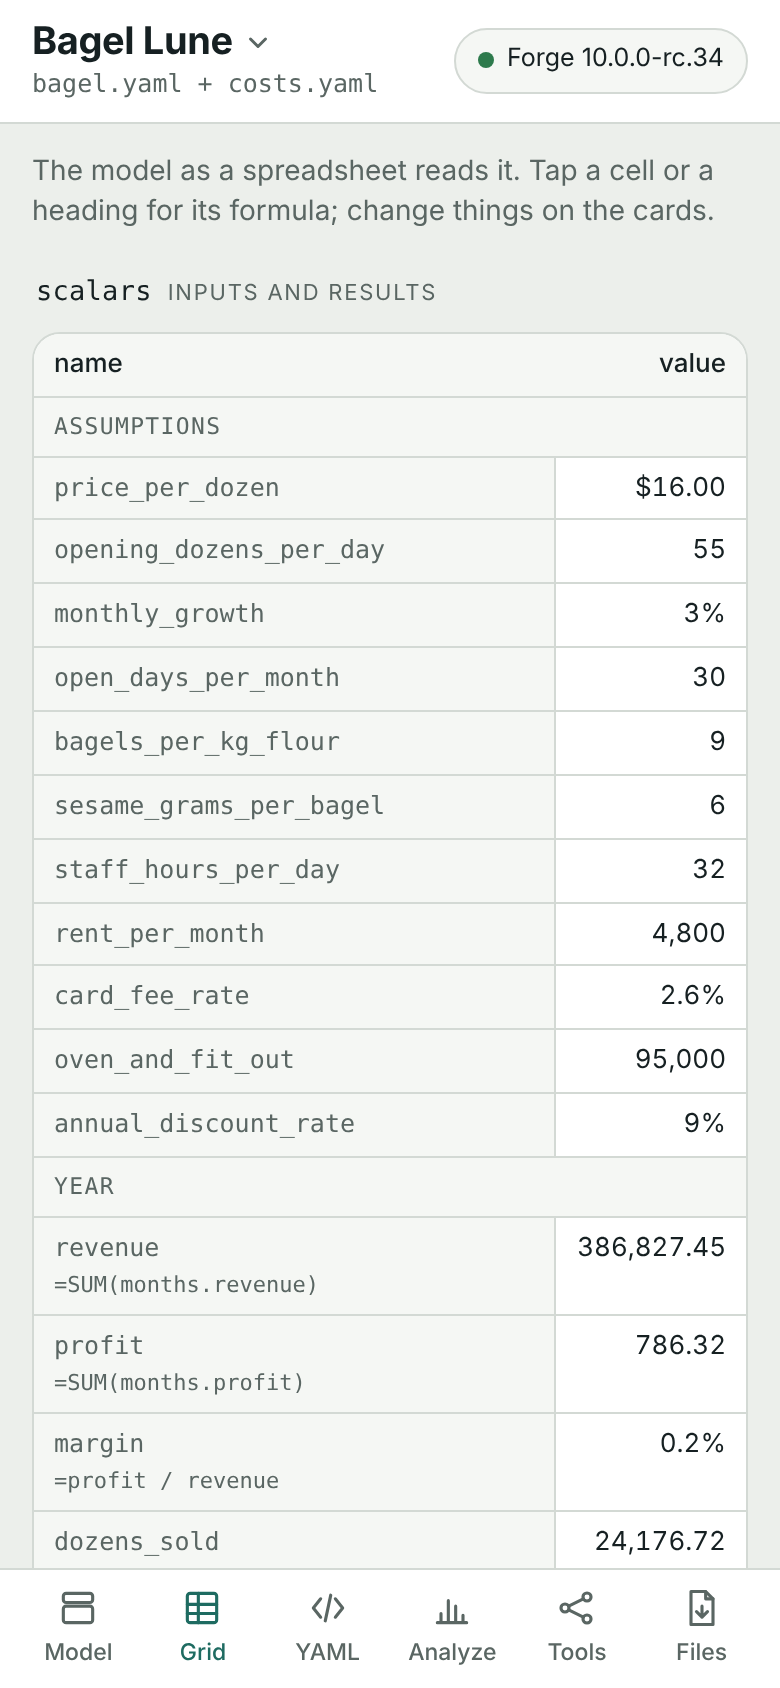 Bagel Lune
bagel.yaml + costs.yaml
Forge 10.0.0-rc.34
The model as a spreadsheet reads it. Tap a cell or a
heading for its formula; change things on the cards.
scalars INPUTS AND RESULTS
name value
ASSUMPTIONS
price_per_dozen $16.00
opening_dozens_per_day 55
monthly_growth 3%
open_days_per_month 30
bagels_per_kg_flour 9
sesame_grams_per_bagel 6
staff_hours_per_day 32
rent_per_month 4,800
card_fee_rate 2.6%
oven_and_fit_out 95,000
annual_discount_rate 9%
YEAR
revenue 386,827.45
=SUM(months.revenue)
profit 786.32
=SUM(months.profit)
margin 0.2%
=profit / revenue
dozens_sold 24,176.72
Model Grid YAML Analyze Tools Files